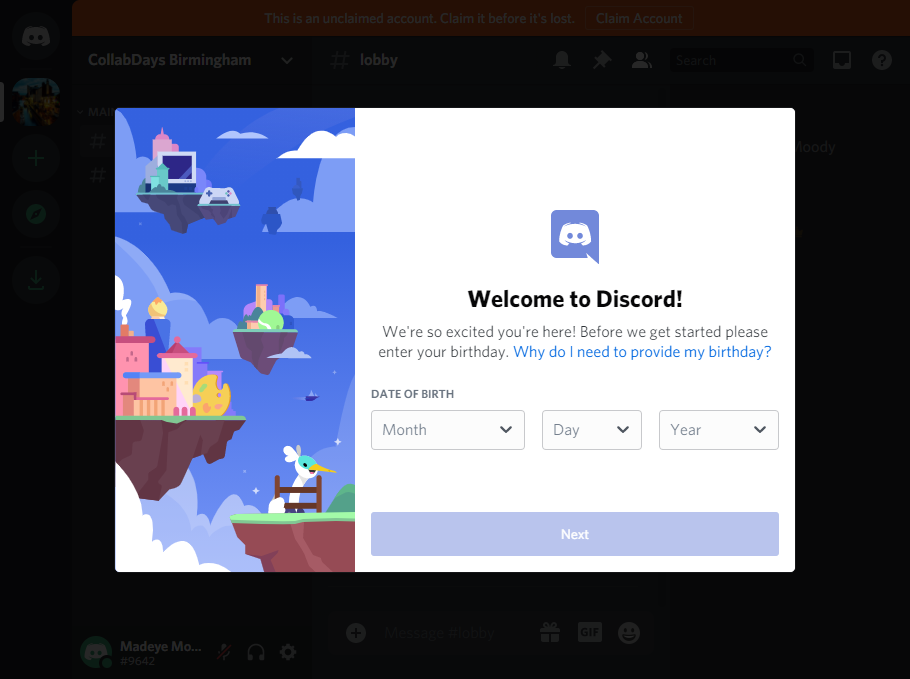 This is an unclaimed account. Claim it before it's lost. Claim Account
CollabDays Birmingham
# lobby
Search
MAI
Moody
Welcome to Discord!
We're so excited you're here! Before we get started please
enter your birthday. Why do I need to provide my birthday?
DATE OF BIRTH
Month Day Year
Next
Message #lobby
GIF
Madeye Mo...
#9642